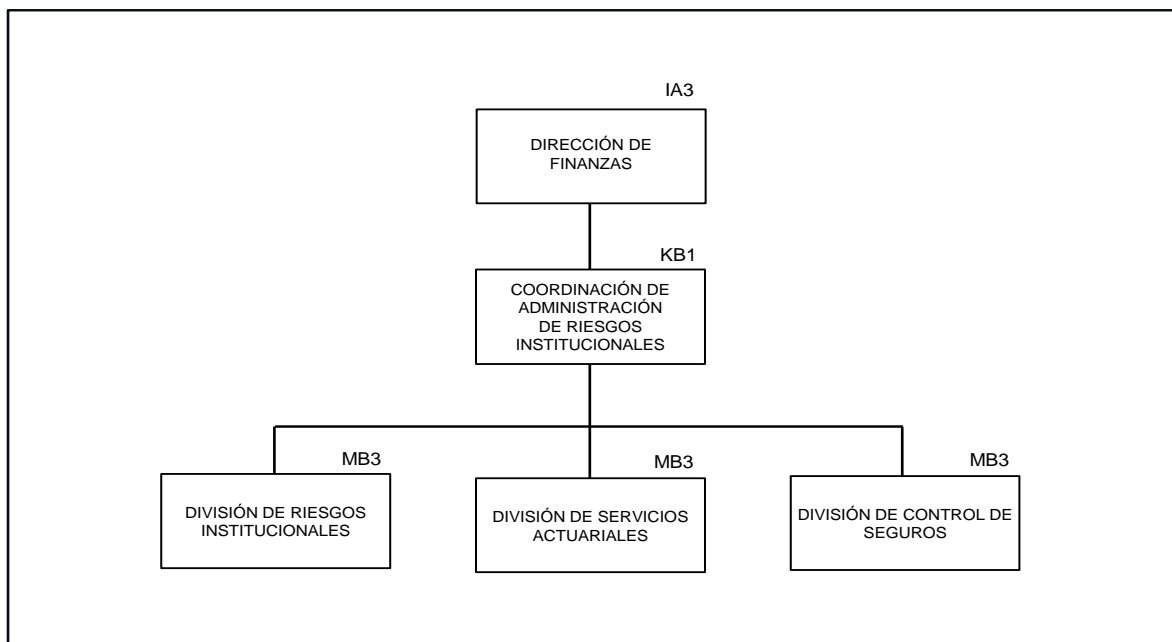 IA3
DIRECCIÓN DE
FINANZAS
KB1
COORDINACIÓN DE
ADMINISTRACIÓN
DE RIESGOS
INSTITUCIONALES
MB3
DIVISIÓN DE RIESGOS
INSTITUCIONALES
MB3
DIVISIÓN DE SERVICIOS
ACTUARIALES
MB3
DIVISIÓN DE CONTROL DE
SEGUROS